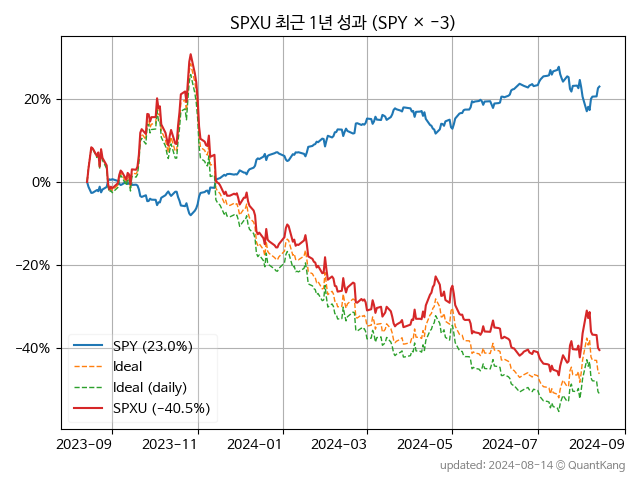 SPXU 최근 1년 성과 (SPY × −3)
20%
0%
−20%
−40%
SPY (23.0%)
Ideal
Ideal (daily)
SPXU (−40.5%)
2023-09 2023-11 2024-01 2024-03 2024-05 2024-07 2024-09
updated: 2024-08-14 © QuantKang